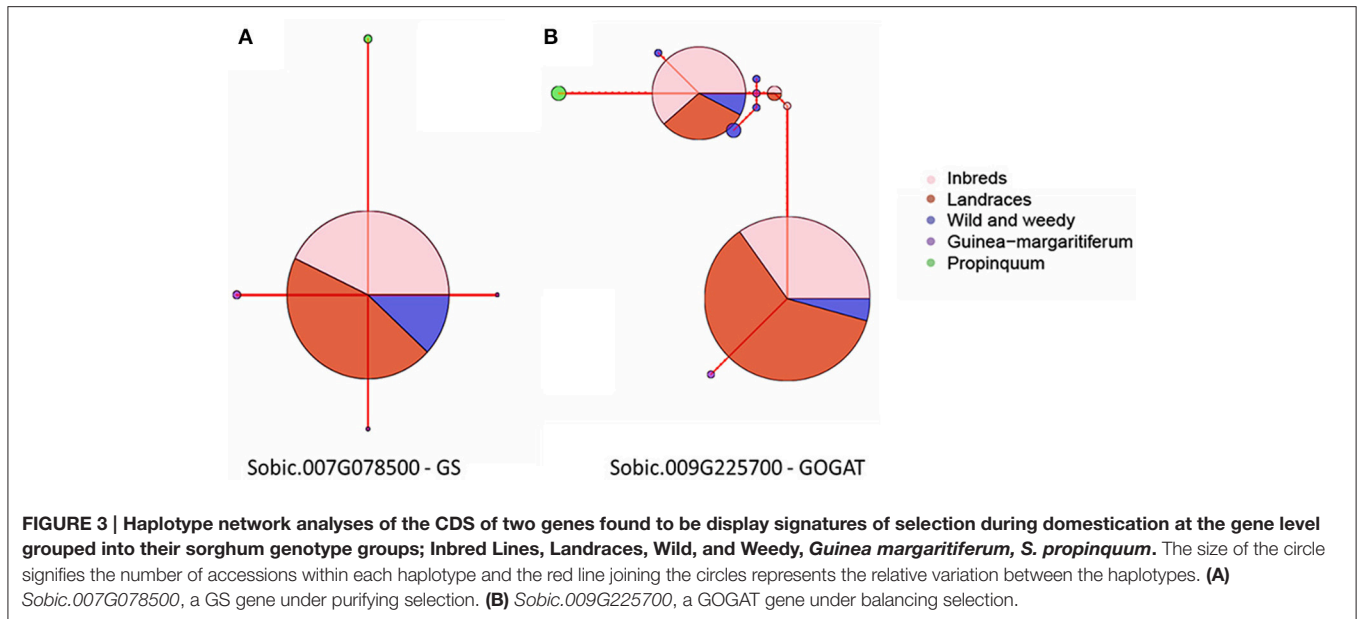 A
B
Inbreds
Landraces
Wild and weedy
Guinea-margaritiferum
Propinquum
Sobic.007G078500 - GS
Sobic.009G225700 - GOGAT
FIGURE 3 | Haplotype network analyses of the CDS of two genes found to be display signatures of selection during domestication at the gene level
grouped into their sorghum genotype groups; Inbred Lines, Landraces, Wild, and Weedy, Guinea margaritiferum, S. propinquum. The size of the circle
signifies the number of accessions within each haplotype and the red line joining the circles represents the relative variation between the haplotypes. (A)
Sobic.007G078500, a GS gene under purifying selection. (B) Sobic.009G225700, a GOGAT gene under balancing selection.